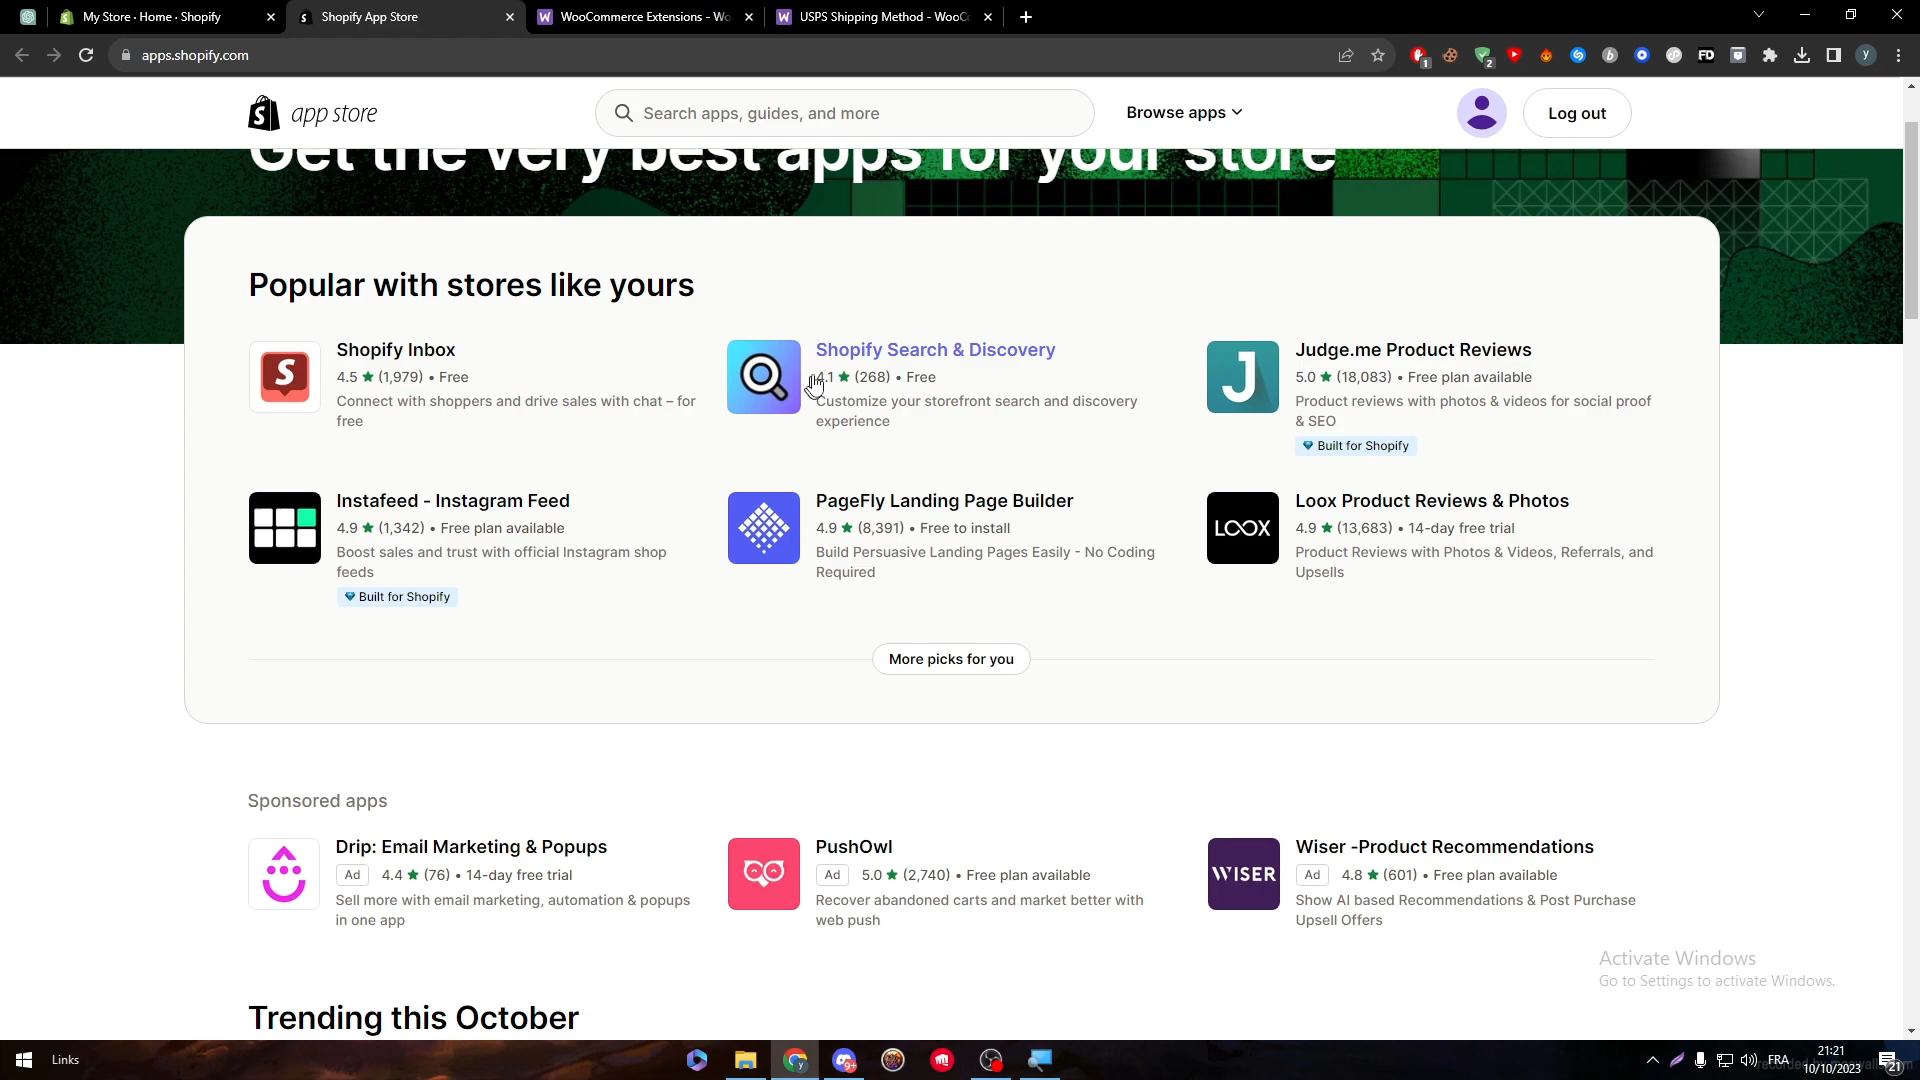 My Store · Home · Shopify
Shopify App Store
WooCommerce Extensions - Wo
USPS Shipping Method - WooC
apps.shopify.com
1
2
FD
y
app store
Search apps, guides, and more
Browse apps
Log out
Get the very best apps for your store
Popular with stores like yours
Shopify Inbox
4.5 ★ (1,979) • Free
Connect with shoppers and drive sales with chat – for
free
Shopify Search & Discovery
4.1 ★ (268) • Free
Customize your storefront search and discovery
experience
J
Judge.me Product Reviews
5.0 ★ (18,083) • Free plan available
Product reviews with photos & videos for social proof
& SEO
Built for Shopify
Instafeed - Instagram Feed
4.9 ★ (1,342) • Free plan available
Boost sales and trust with official Instagram shop
feeds
Built for Shopify
PageFly Landing Page Builder
4.9 ★ (8,391) • Free to install
Build Persuasive Landing Pages Easily - No Coding
Required
LOOX
Loox Product Reviews & Photos
4.9 ★ (13,683) • 14-day free trial
Product Reviews with Photos & Videos, Referrals, and
Upsells
More picks for you
Sponsored apps
Drip: Email Marketing & Popups
Ad 4.4 ★ (76) • 14-day free trial
Sell more with email marketing, automation & popups
in one app
PushOwl
Ad 5.0 ★ (2,740) • Free plan available
Recover abandoned carts and market better with
web push
WISER
Wiser -Product Recommendations
Ad 4.8 ★ (601) • Free plan available
Show AI based Recommendations & Post Purchase
Upsell Offers
Activate Windows
Go to Settings to activate Windows.
Trending this October
Links
9+
FRA
21:21
10/10/2023
21